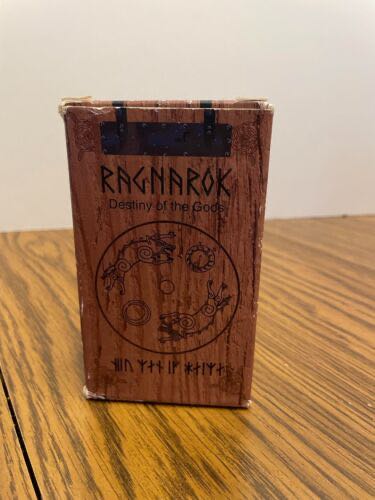 RAGNAROK
Destiny of the Gods